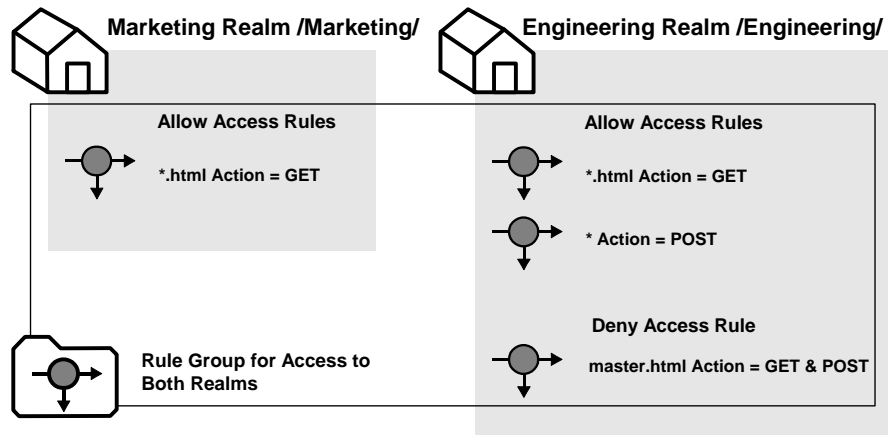 Marketing Realm /Marketing/
Engineering Realm /Engineering/
Allow Access Rules
*.html Action = GET
Allow Access Rules
*.html Action = GET
* Action = POST
Deny Access Rule
master.html Action = GET & POST
Rule Group for Access to
Both Realms